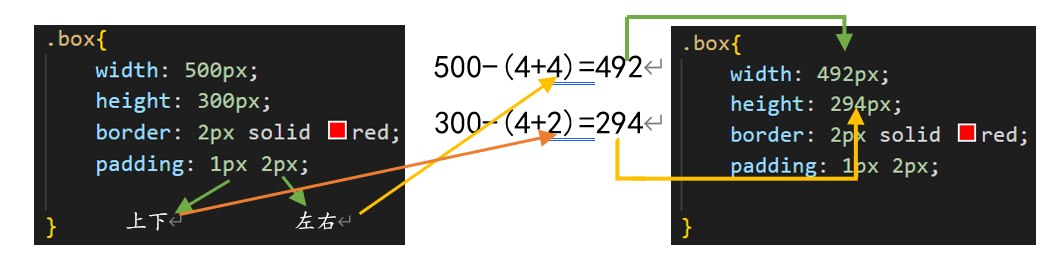 .box{
width: 500px;
height: 300px;
border: 2px solid red;
padding: 1px 2px;
上下↵
左右↵
}
500-(4+4)=492↵
300-(4+2)=294↵
.box{
width: 492px;
height: 294px;
border: 2px solid red;
padding: 1px 2px;
}